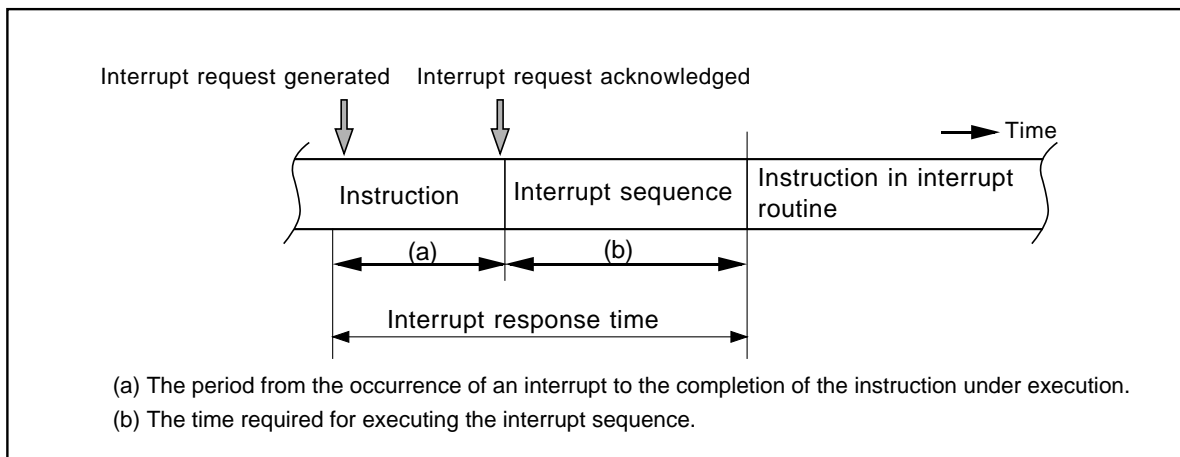 Interrupt request generated
Interrupt request acknowledged
Time
Instruction
Interrupt sequence
Instruction in interrupt
routine
(a)
(b)
Interrupt response time
(a) The period from the occurrence of an interrupt to the completion of the instruction under execution.
(b) The time required for executing the interrupt sequence.